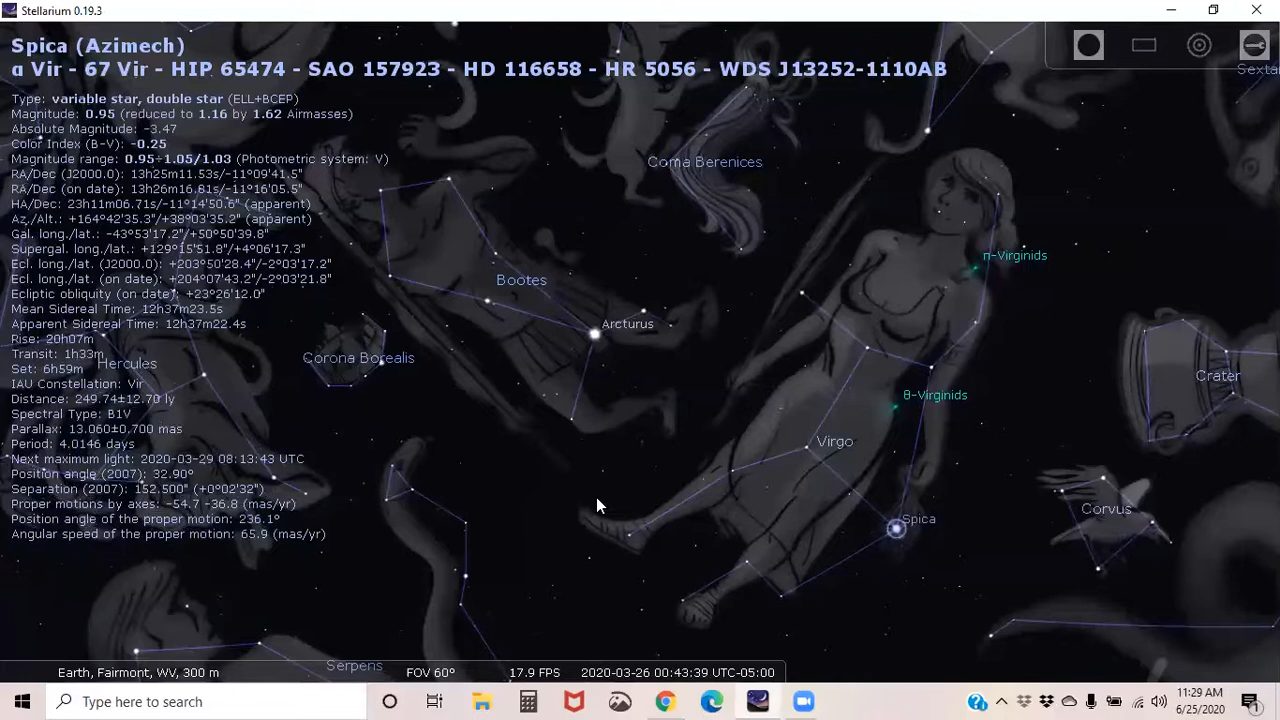 Stellarium 0.19.3
Spica (Azimech)
α Vir - 67 Vir - HIP 65474 - SAO 157923 - HD 116658 - HR 5056 - WDS J13252-1110AB
Type: variable star, double star (ELL+BCEP)
Magnitude: 0.95 (reduced to 1.16 by 1.62 Airmasses)
Absolute Magnitude: -3.47
Color Index (B-V): -0.25
Magnitude range: 0.95÷1.05/1.03 (Photometric system: V)
RA/Dec (J2000.0): 13h25m11.53s/-11°09'41.5"
RA/Dec (on date): 13h26m16.81s/-11°16'05.5"
HA/Dec: 23h11m06.71s/-11°14'50.6" (apparent)
Az./Alt.: +164°42'35.3"/+38°03'35.2" (apparent)
Gal. long./lat.: -43°53'17.2"/+50°50'39.8"
Supergal. long./lat.: +129°15'51.8"/+4°06'17.3"
Ecl. long./lat. (J2000.0): +203°50'28.4"/-2°03'17.2"
Ecl. long./lat. (on date): +204°07'43.2"/-2°03'21.8"
Ecliptic obliquity (on date): +23°26'12.0"
Mean Sidereal Time: 12h37m23.5s
Apparent Sidereal Time: 12h37m22.4s
Rise: 20h07m
Transit: 1h33m
Set: 6h59m
IAU Constellation: Vir
Distance: 249.74±12.70 ly
Spectral Type: B1V
Parallax: 13.060±0.700 mas
Period: 4.0146 days
Next maximum light: 2020-03-29 08:13:43 UTC
Position angle (2007): 32.90°
Separation (2007): 152.500" (+0°02'32")
Proper motions by axes: -54.7 -36.8 (mas/yr)
Position angle of the proper motion: 236.1°
Angular speed of the proper motion: 65.9 (mas/yr)
Sexta
Coma Berenices
π-Virginids
Bootes
Arcturus
Corona Borealis
Hercules
Crater
θ-Virginids
Virgo
Corvus
Spica
Serpens
Earth, Fairmont, WV, 300 m
FOV 60°
17.9 FPS
2020-03-26 00:43:39 UTC-05:00
Type here to search
11:29 AM
6/25/2020
1